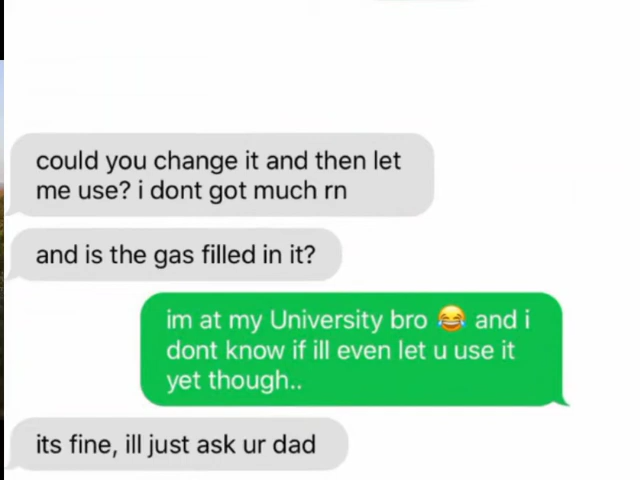 could you change it and then let
me use? i dont got much rn
and is the gas filled in it?
im at my University bro 😂 and i
dont know if ill even let u use it
yet though..
its fine, ill just ask ur dad